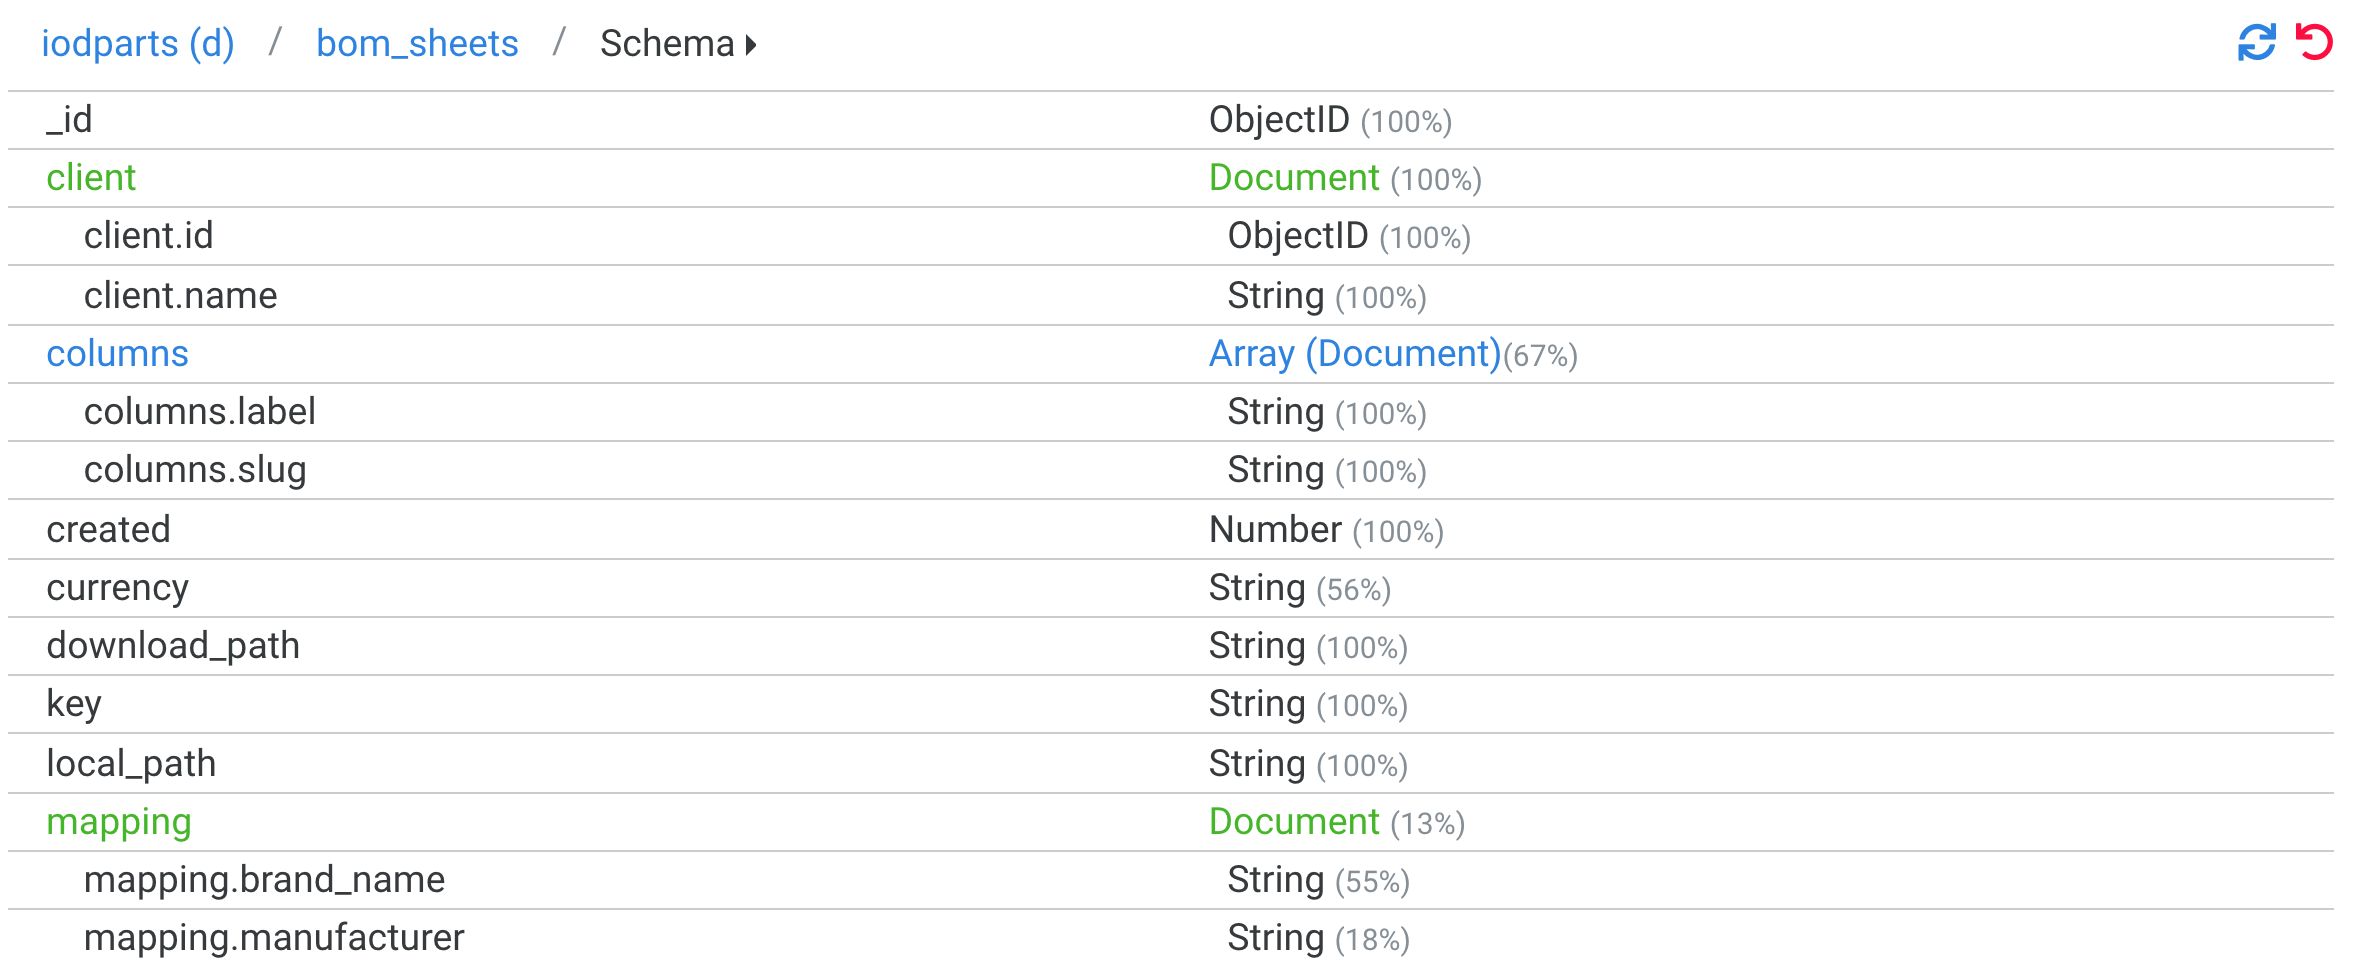 iodparts (d) / bom_sheets / Schema
_id ObjectID (100%)
client Document (100%)
client.id ObjectID (100%)
client.name String (100%)
columns Array (Document)(67%)
columns.label String (100%)
columns.slug String (100%)
created Number (100%)
currency String (56%)
download_path String (100%)
key String (100%)
local_path String (100%)
mapping Document (13%)
mapping.brand_name String (55%)
mapping.manufacturer String (18%)